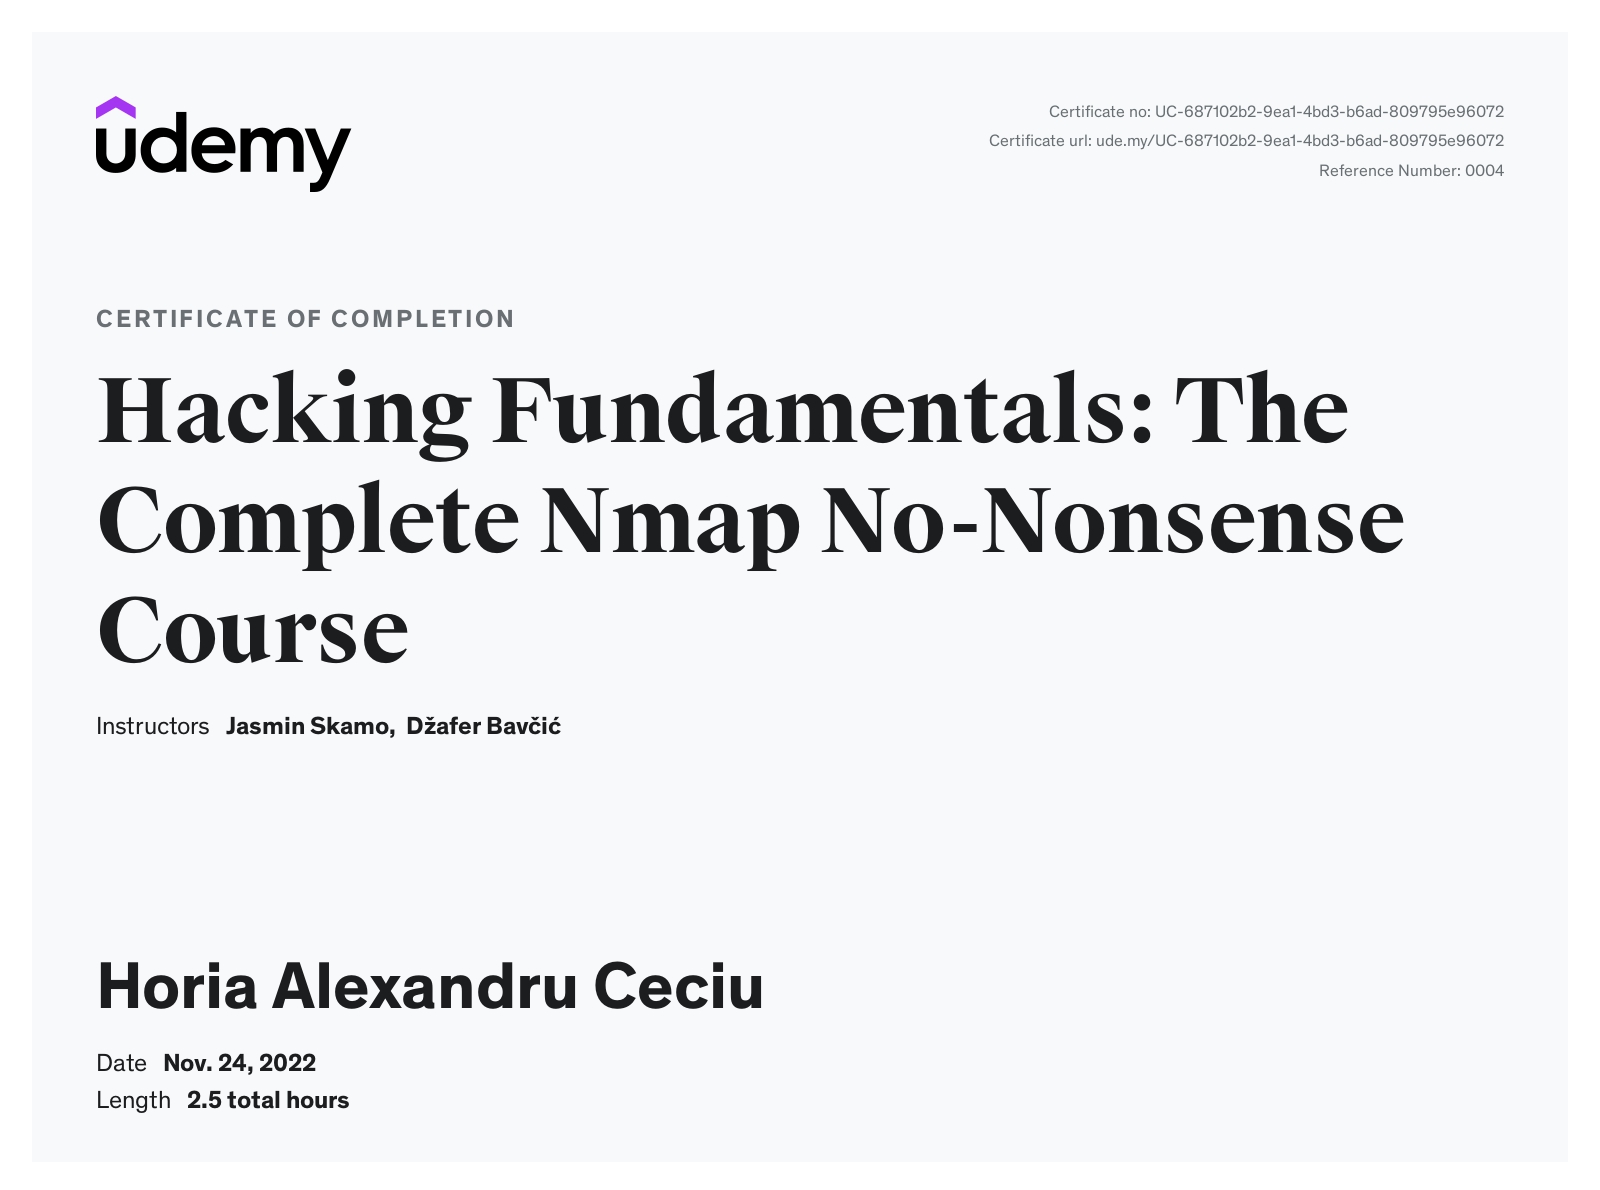 udemy
Certificate no: UC-687102b2-9ea1-4bd3-b6ad-809795e96072
Certificate url: ude.my/UC-687102b2-9ea1-4bd3-b6ad-809795e96072
Reference Number: 0004
CERTIFICATE OF COMPLETION
Hacking Fundamentals: The
Complete Nmap No-Nonsense
Course
Instructors Jasmin Skamo, Džafer Bavčić
Horia Alexandru Ceciu
Date Nov. 24, 2022
Length 2.5 total hours